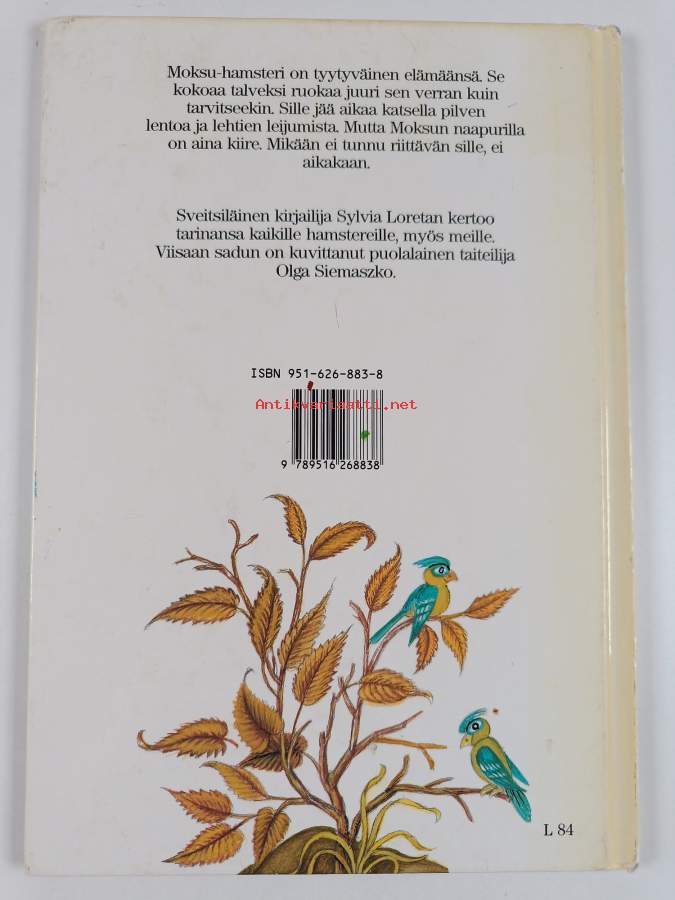 Moksu-hamsteri on tyytyväinen elämäänsä. Se
kokoaa talveksi ruokaa juuri sen verran kuin
tarvitseekin. Sille jää aikaa katsella pilven
lentoa ja lehtien leijumista. Mutta Moksun naapurilla
on aina kiire. Mikään ei tunnu riittävän sille, ei
aikakaan.
Sveitsiläinen kirjailija Sylvia Loretan kertoo
tarinansa kaikille hamstereille, myös meille.
Viisaan sadun on kuvittanut puolalainen taiteilija
Olga Siemaszko.
ISBN 951-626-883-8
Antikvarisatti.net
9 789516 268838
L 84